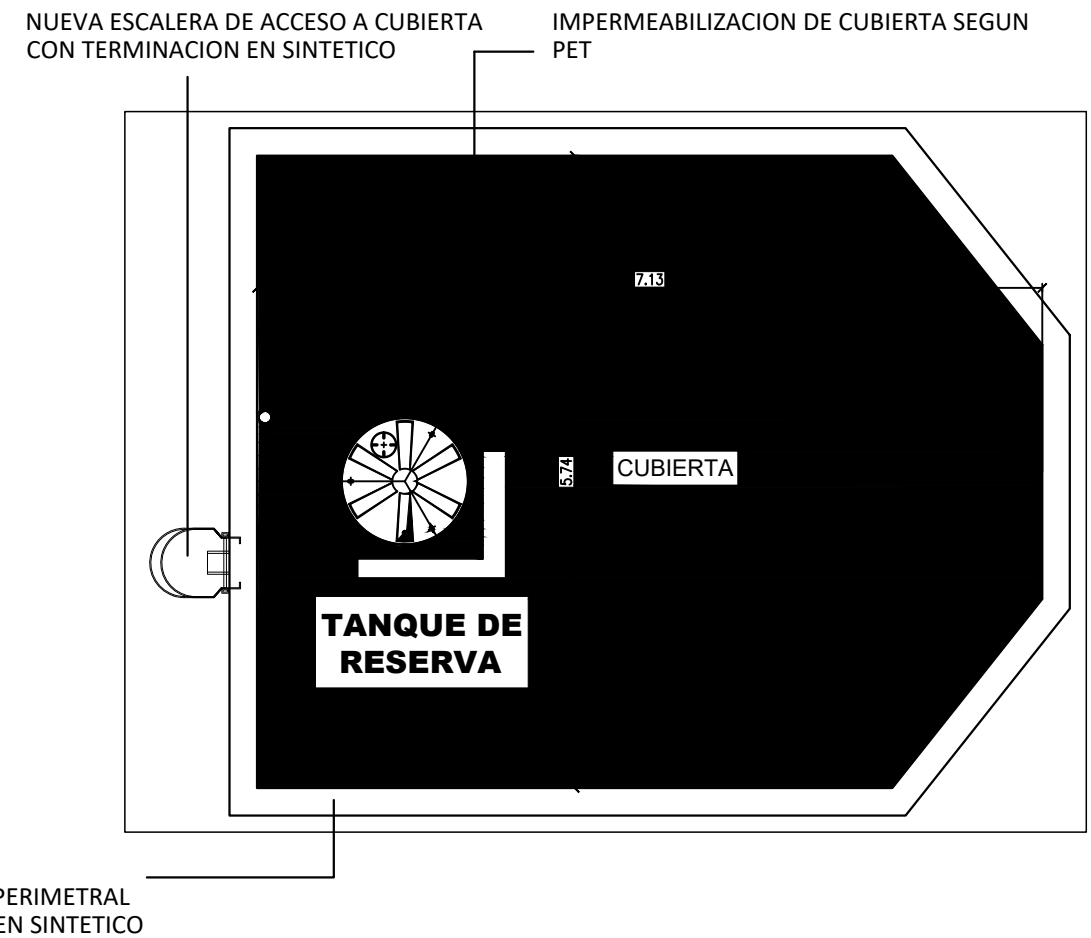 NUEVA ESCALERA DE ACCESO A CUBIERTA
CON TERMINACION EN SINTETICO
IMPERMEABILIZACION DE CUBIERTA SEGUN
PET
7.13
5.74
CUBIERTA
TANQUE DE
RESERVA
PERIMETRAL
EN SINTETICO